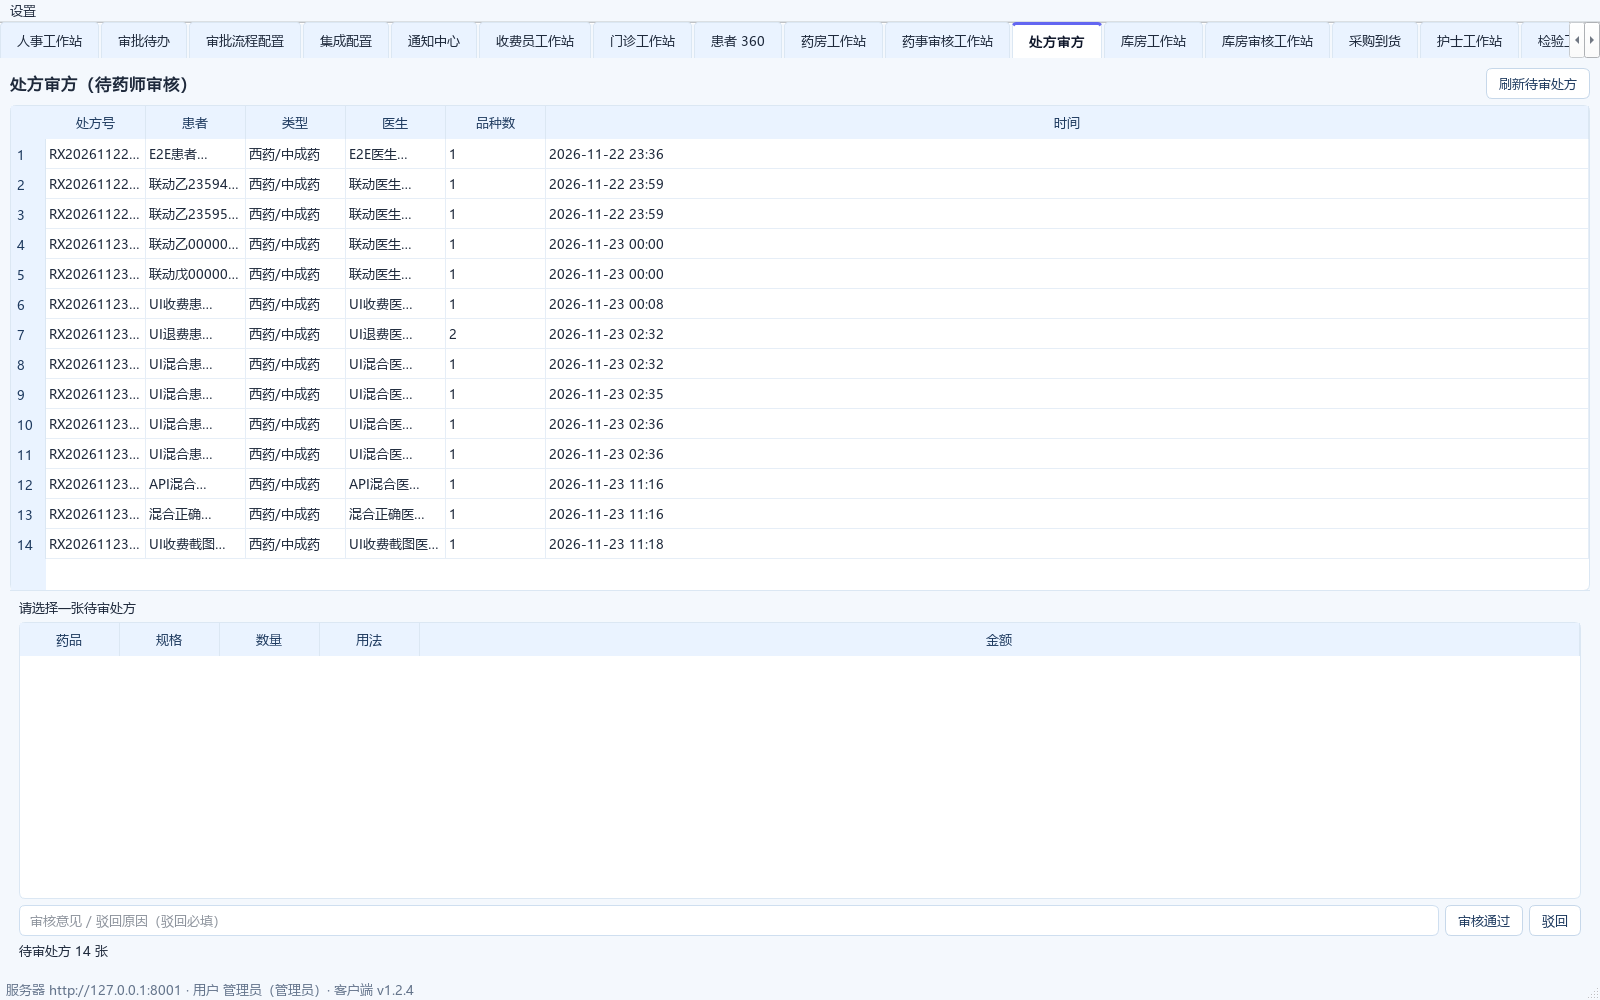 设置
人事工作站 审批待办 审批流程配置 集成配置 通知中心 收费员工作站 门诊工作站 患者 360 药房工作站 药事审核工作站 处方审方 库房工作站 库房审核工作站 采购到货 护士工作站 检验
处方审方（待药师审核） 刷新待审处方
处方号 患者 类型 医生 品种数 时间
1 RX20261122... E2E患者... 西药/中成药 E2E医生... 1 2026-11-22 23:36
2 RX20261122... 联动乙23594... 西药/中成药 联动医生... 1 2026-11-22 23:59
3 RX20261122... 联动乙23595... 西药/中成药 联动医生... 1 2026-11-22 23:59
4 RX20261123... 联动乙00000... 西药/中成药 联动医生... 1 2026-11-23 00:00
5 RX20261123... 联动戊00000... 西药/中成药 联动医生... 1 2026-11-23 00:00
6 RX20261123... UI收费患... 西药/中成药 UI收费医... 1 2026-11-23 00:08
7 RX20261123... UI退费患... 西药/中成药 UI退费医... 2 2026-11-23 02:32
8 RX20261123... UI混合患... 西药/中成药 UI混合医... 1 2026-11-23 02:32
9 RX20261123... UI混合患... 西药/中成药 UI混合医... 1 2026-11-23 02:35
10 RX20261123... UI混合患... 西药/中成药 UI混合医... 1 2026-11-23 02:36
11 RX20261123... UI混合患... 西药/中成药 UI混合医... 1 2026-11-23 02:36
12 RX20261123... API混合... 西药/中成药 API混合医... 1 2026-11-23 11:16
13 RX20261123... 混合正确... 西药/中成药 混合正确医... 1 2026-11-23 11:16
14 RX20261123... UI收费截图... 西药/中成药 UI收费截图医... 1 2026-11-23 11:18
请选择一张待审处方
药品 规格 数量 用法 金额
审核意见 / 驳回原因（驳回必填） 审核通过 驳回
待审处方 14 张
服务器 http://127.0.0.1:8001 · 用户 管理员（管理员）· 客户端 v1.2.4